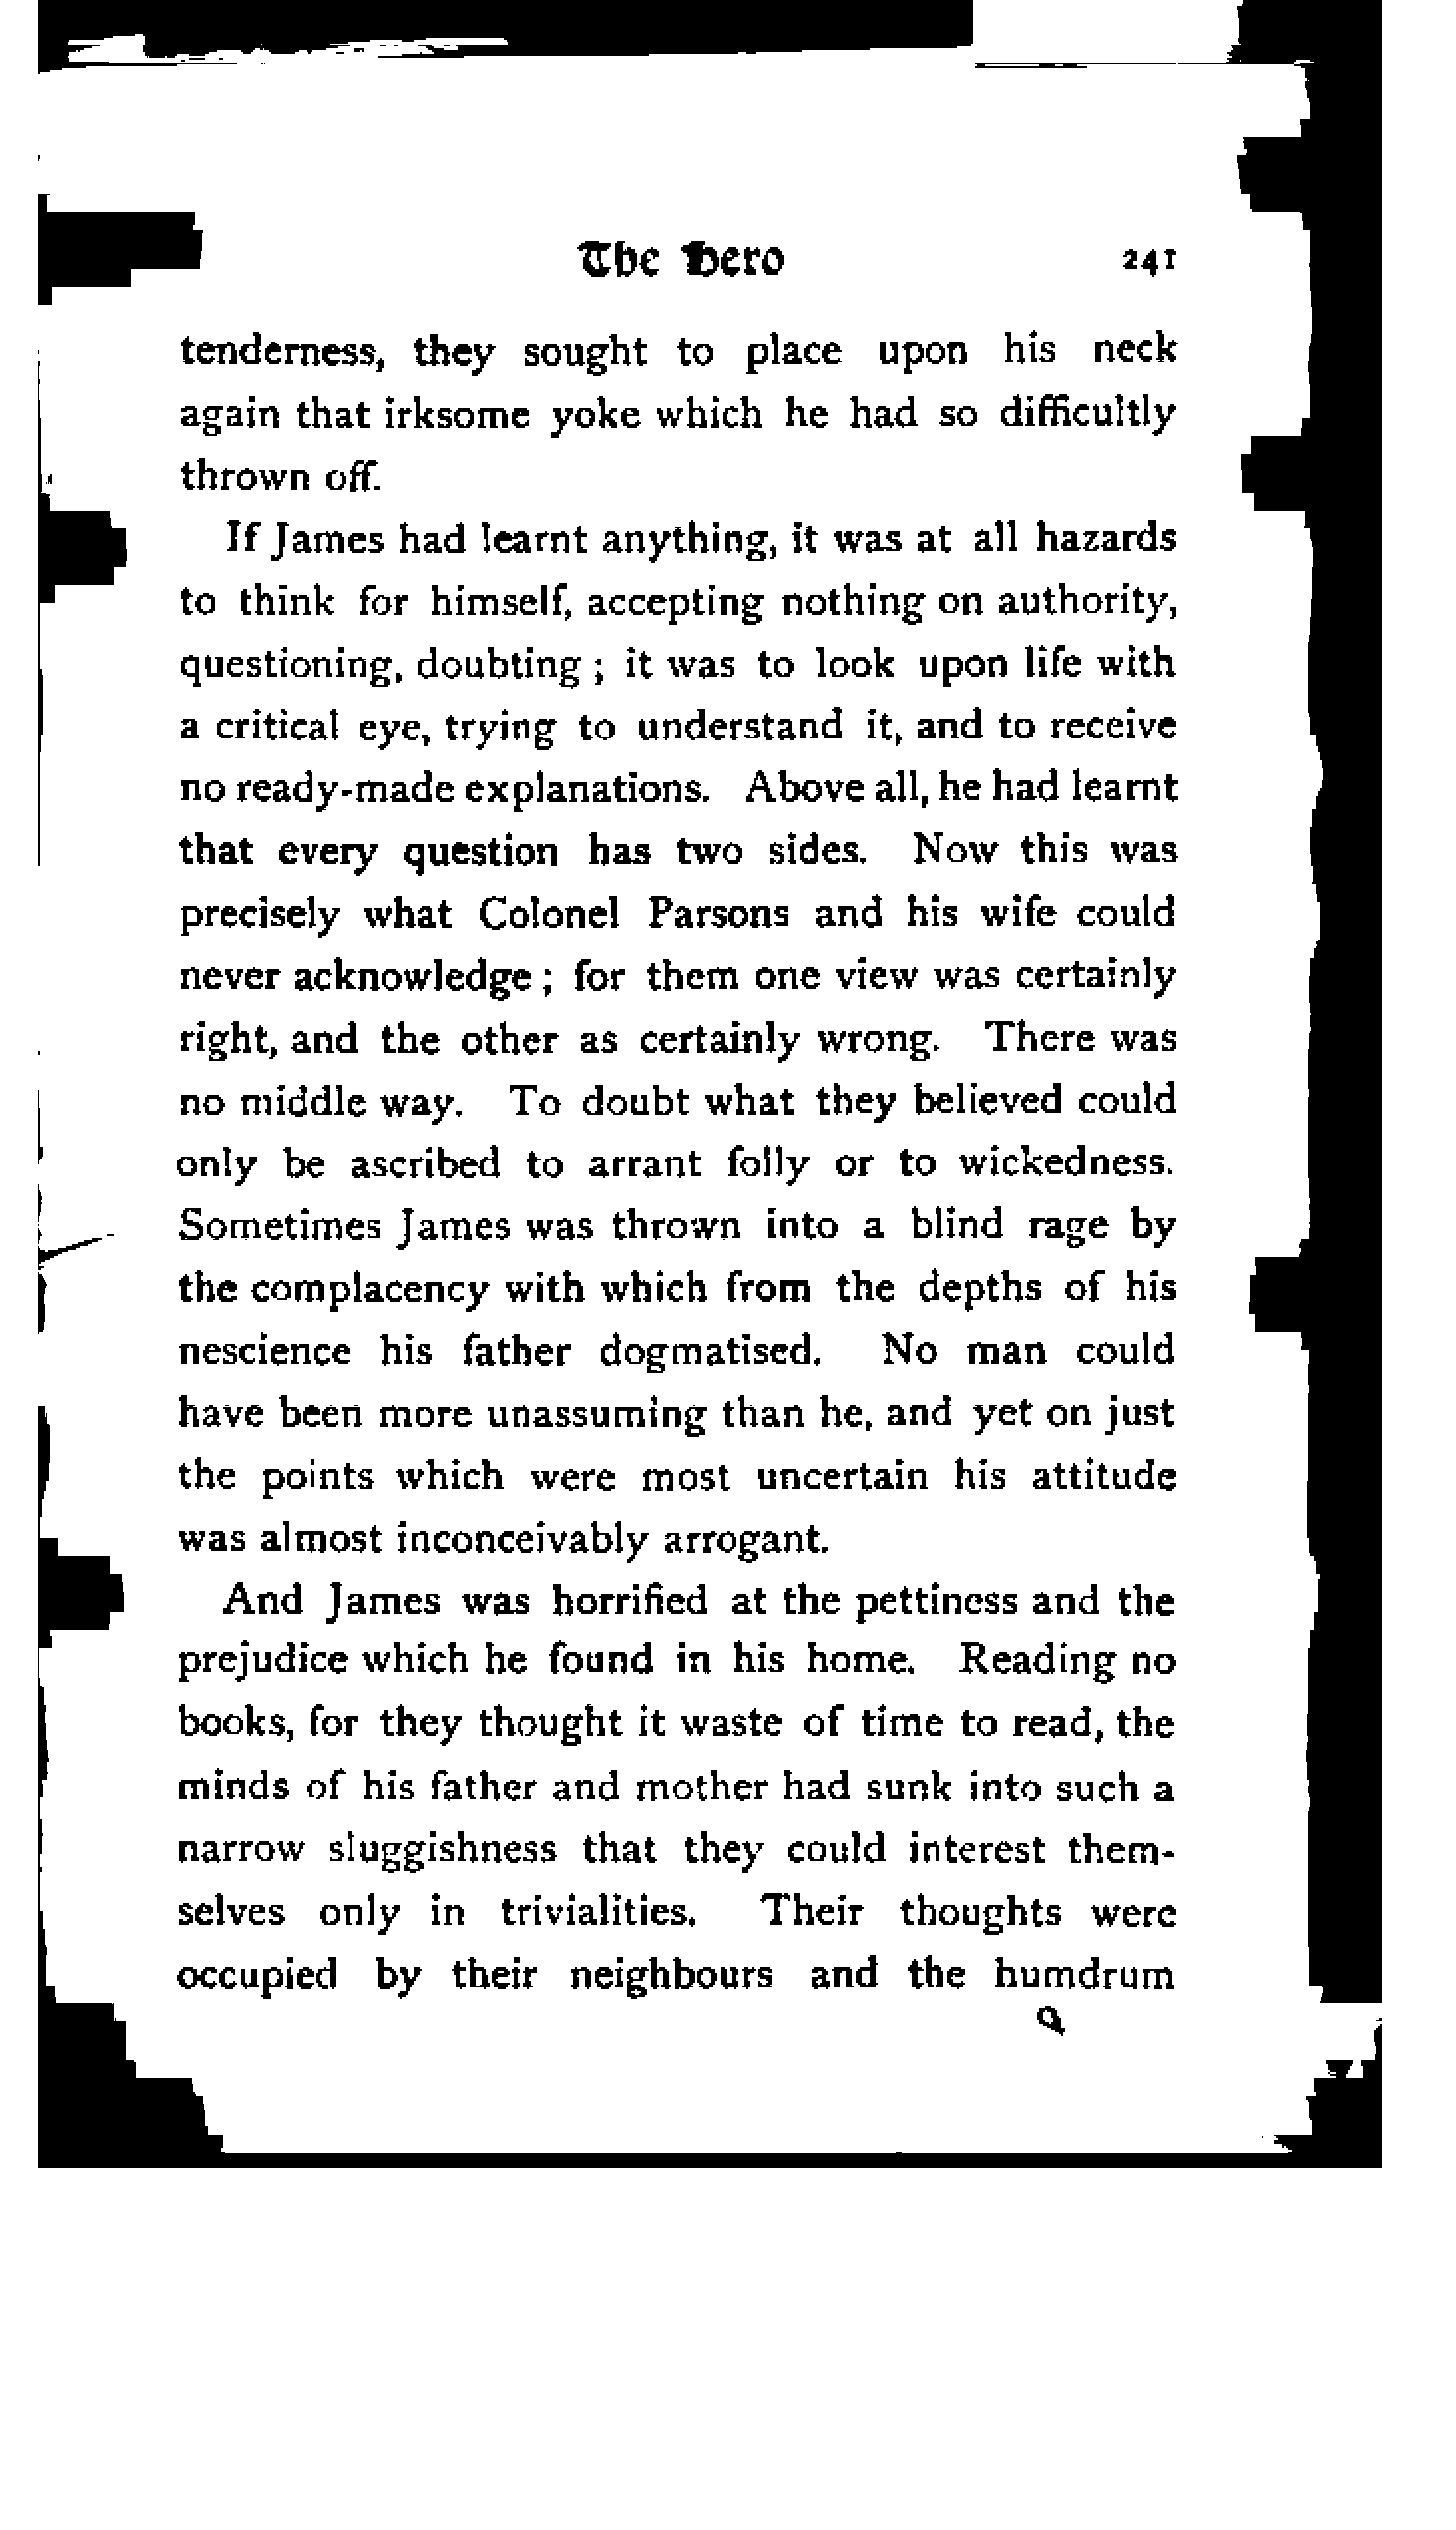 The Hero 241
tenderness, they sought to place upon his neck
again that irksome yoke which he had so difficultly
thrown off.
If James had learnt anything, it was at all hazards
to think for himself, accepting nothing on authority,
questioning, doubting ; it was to look upon life with
a critical eye, trying to understand it, and to receive
no ready-made explanations. Above all, he had learnt
that every question has two sides. Now this was
precisely what Colonel Parsons and his wife could
never acknowledge ; for them one view was certainly
right, and the other as certainly wrong. There was
no middle way. To doubt what they believed could
only be ascribed to arrant folly or to wickedness.
Sometimes James was thrown into a blind rage by
the complacency with which from the depths of his
nescience his father dogmatised. No man could
have been more unassuming than he, and yet on just
the points which were most uncertain his attitude
was almost inconceivably arrogant.
And James was horrified at the pettiness and the
prejudice which he found in his home. Reading no
books, for they thought it waste of time to read, the
minds of his father and mother had sunk into such a
narrow sluggishness that they could interest them-
selves only in trivialities. Their thoughts were
occupied by their neighbours and the humdrum
Q